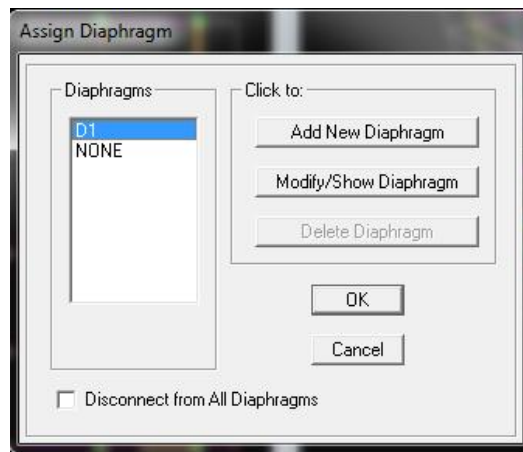 Assign Diaphragm
Diaphragms
D1
NONE
Click to:
Add New Diaphragm
Modify/Show Diaphragm
Delete Diaphragm
OK
Cancel
Disconnect from All Diaphragms